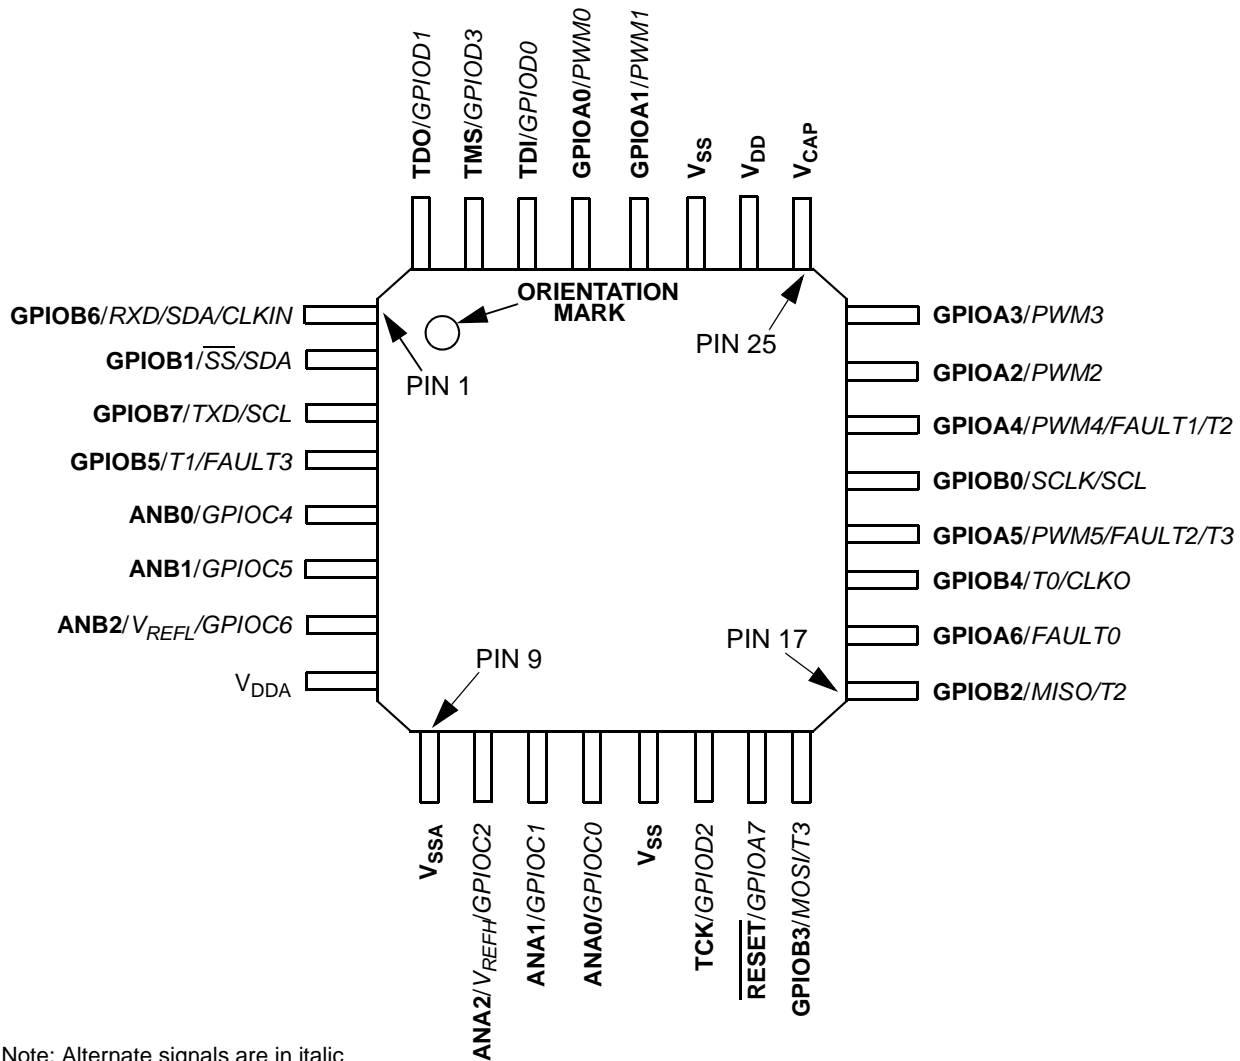 TDO/GPIOD1
TMS/GPIOD3
TDI/GPIOD0
GPIOA0/PWM0
GPIOA1/PWM1
VSS
VDD
VCAP
ORIENTATION
MARK
PIN 1
PIN 25
GPIOB6/RXD/SDA/CLKIN
GPIOB1/S̅S̅/SDA
GPIOB7/TXD/SCL
GPIOB5/T1/FAULT3
ANB0/GPIOC4
ANB1/GPIOC5
ANB2/VREFL/GPIOC6
VDDA
GPIOA3/PWM3
GPIOA2/PWM2
GPIOA4/PWM4/FAULT1/T2
GPIOB0/SCLK/SCL
GPIOA5/PWM5/FAULT2/T3
GPIOB4/T0/CLKO
GPIOA6/FAULT0
GPIOB2/MISO/T2
PIN 9
PIN 17
VSSA
ANA2/VREFH/GPIOC2
ANA1/GPIOC1
ANA0/GPIOC0
VSS
TCK/GPIOD2
R̅E̅S̅E̅T̅/GPIOA7
GPIOB3/MOSI/T3
Note: Alternate signals are in italic